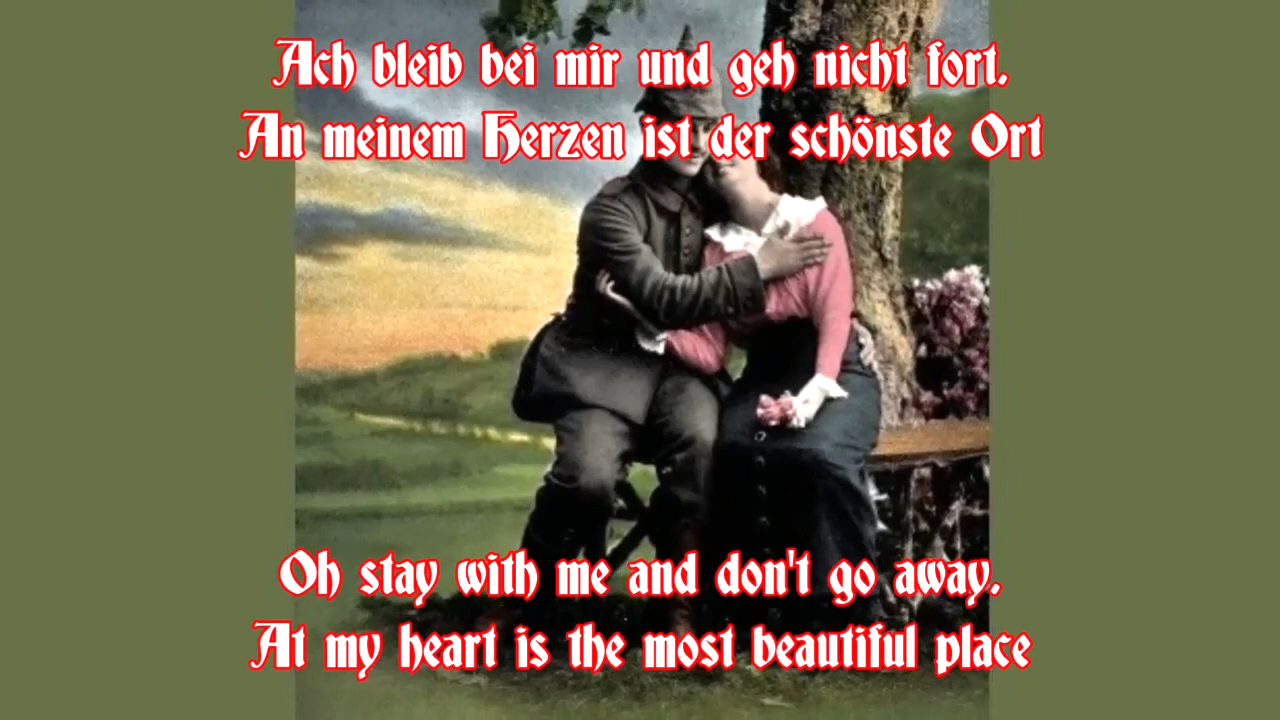 Ach bleib bei mir und geh nicht fort.
An meinem Herzen ist der schönste Ort
Oh stay with me and don't go away.
At my heart is the most beautiful place